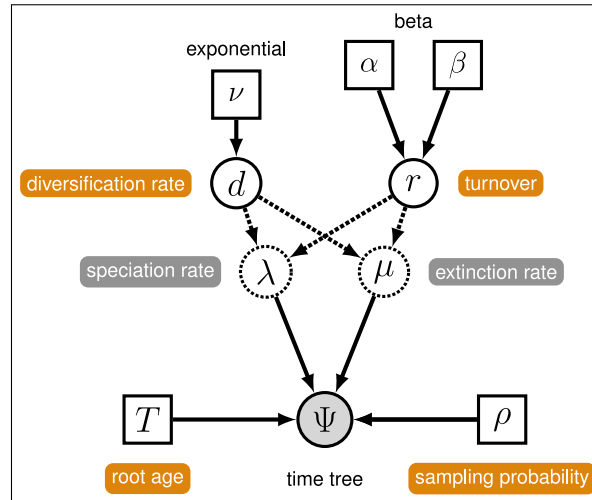 beta
exponential
α
β
ν
diversification rate
d
r
turnover
speciation rate
λ
μ
extinction rate
T
Ψ
ρ
root age
time tree
sampling probability